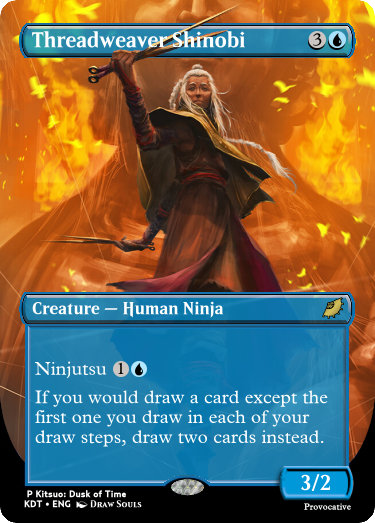 Threadweaver Shinobi 3
Creature — Human Ninja
Ninjutsu 1
If you would draw a card except the
first one you draw in each of your
draw steps, draw two cards instead.
3/2
P Kitsuo: Dusk of Time
KDT • ENG Draw Souls
Provocative